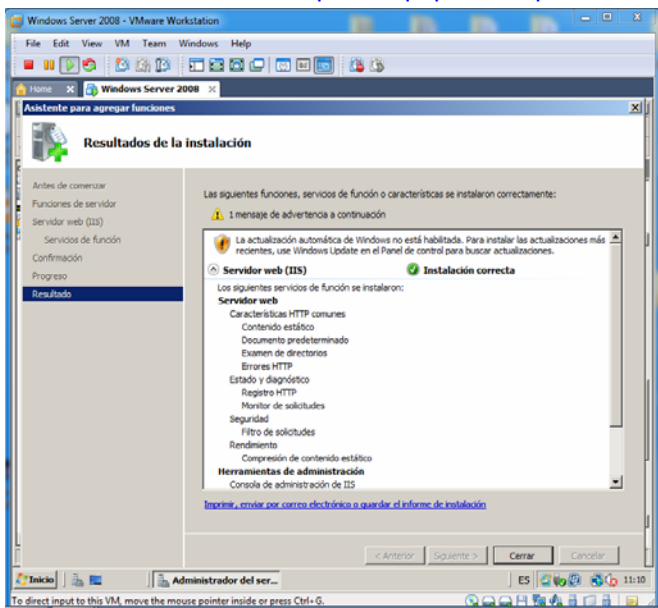 Windows Server 2008 - VMware Workstation
File Edit View VM Team Windows Help
Home Windows Server 2008
Asistente para agregar funciones
Resultados de la instalación
Antes de comenzar
Funciones de servidor
Servidor web (IIS)
Servicios de función
Confirmación
Progreso
Resultado
Las siguientes funciones, servicios de función o características se instalaron correctamente:
1 mensaje de advertencia a continuación
La actualización automática de Windows no está habilitada. Para instalar las actualizaciones más
recientes, use Windows Update en el Panel de control para buscar actualizaciones.
Servidor web (IIS) Instalación correcta
Los siguientes servicios de función se instalaron:
Servidor web
Características HTTP comunes
Contenido estático
Documento predeterminado
Examen de directorios
Errores HTTP
Estado y diagnóstico
Registro HTTP
Monitor de solicitudes
Seguridad
Filtro de solicitudes
Rendimiento
Compresión de contenido estático
Herramientas de administración
Consola de administración de IIS
Imprimir, enviar por correo electrónico o guardar el informe de instalación
< Anterior Siguiente > Cerrar Cancelar
Inicio Administrador del ser... ES 11:10
To direct input to this VM, move the mouse pointer inside or press Ctrl+G.